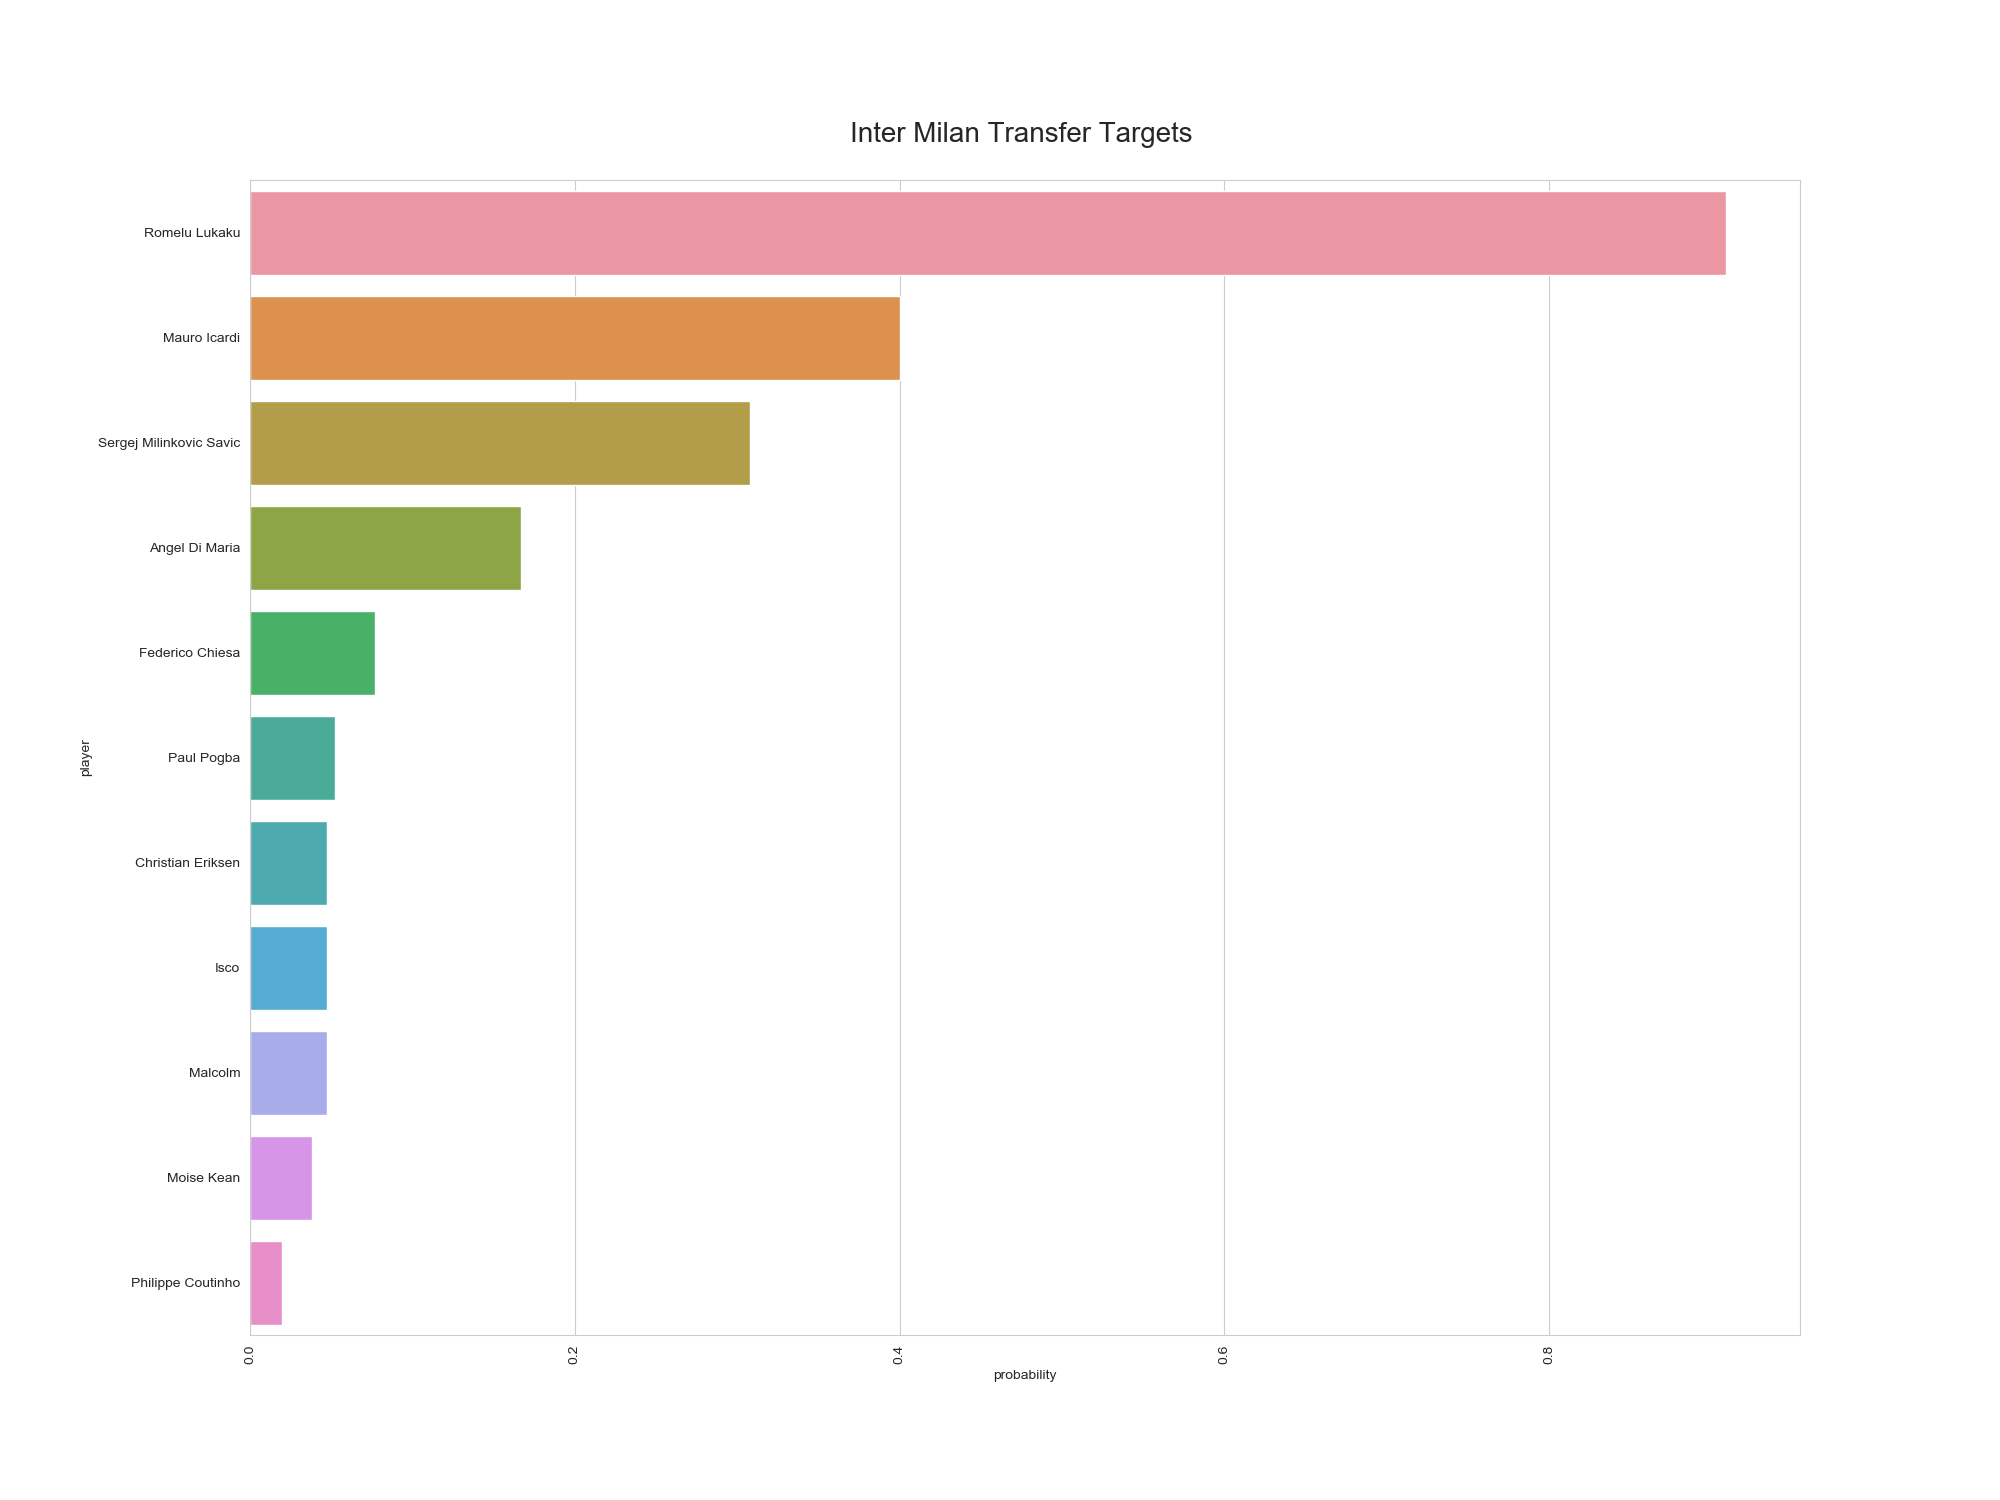 Inter Milan Transfer Targets
Romelu Lukaku
Mauro Icardi
Sergej Milinkovic Savic
Angel Di Maria
Federico Chiesa
Paul Pogba
Christian Eriksen
Isco
Malcolm
Moise Kean
Philippe Coutinho
player
0.0
0.2
0.4
0.6
0.8
probability